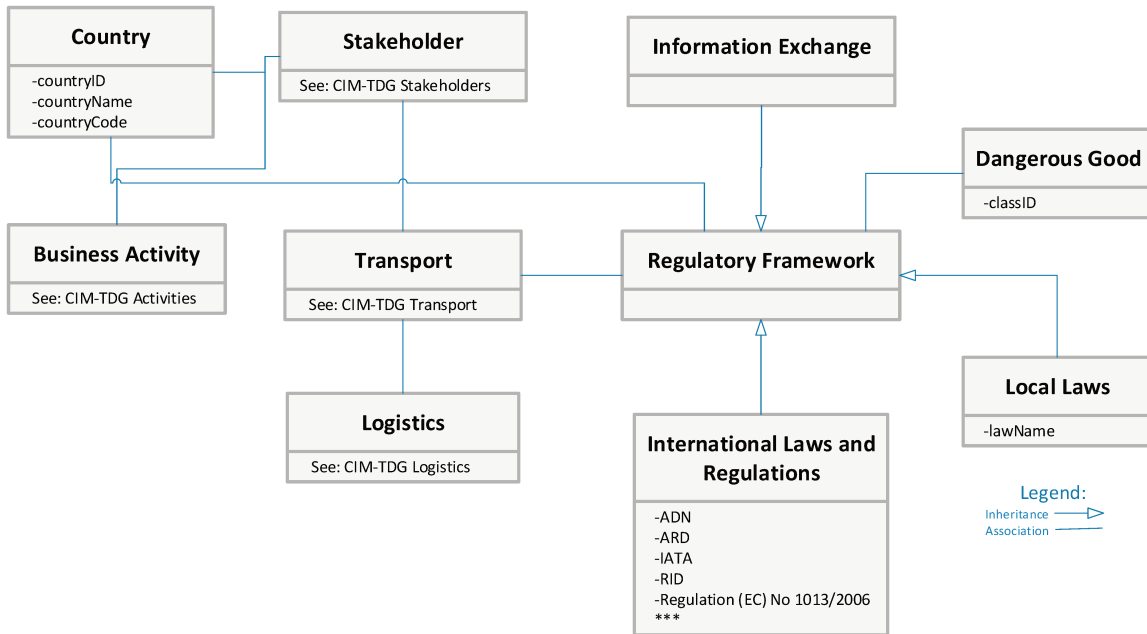 Country
-countryID
-countryName
-countryCode
Stakeholder
See: CIM-TDG Stakeholders
Information Exchange
Dangerous Good
-classID
Business Activity
See: CIM-TDG Activities
Transport
See: CIM-TDG Transport
Regulatory Framework
Logistics
See: CIM-TDG Logistics
International Laws and
Regulations
-ADN
-ARD
-IATA
-RID
-Regulation (EC) No 1013/2006
***
Local Laws
-lawName
Legend:
Inheritance
Association